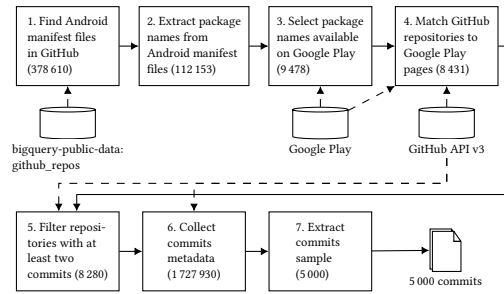 1. Find Android
manifest files
in GitHub
(378 610)
2. Extract package
names from
Android manifest
files (112 153)
3. Select package
names available
on Google Play
(9 478)
4. Match GitHub
repositories to
Google Play
pages (8 431)
bigquery-public-data:
github_repos
Google Play
GitHub API v3
5. Filter reposi-
tories with at
least two
commits (8 280)
6. Collect
commits
metadata
(1 727 930)
7. Extract
commits
sample
(5 000)
5 000 commits